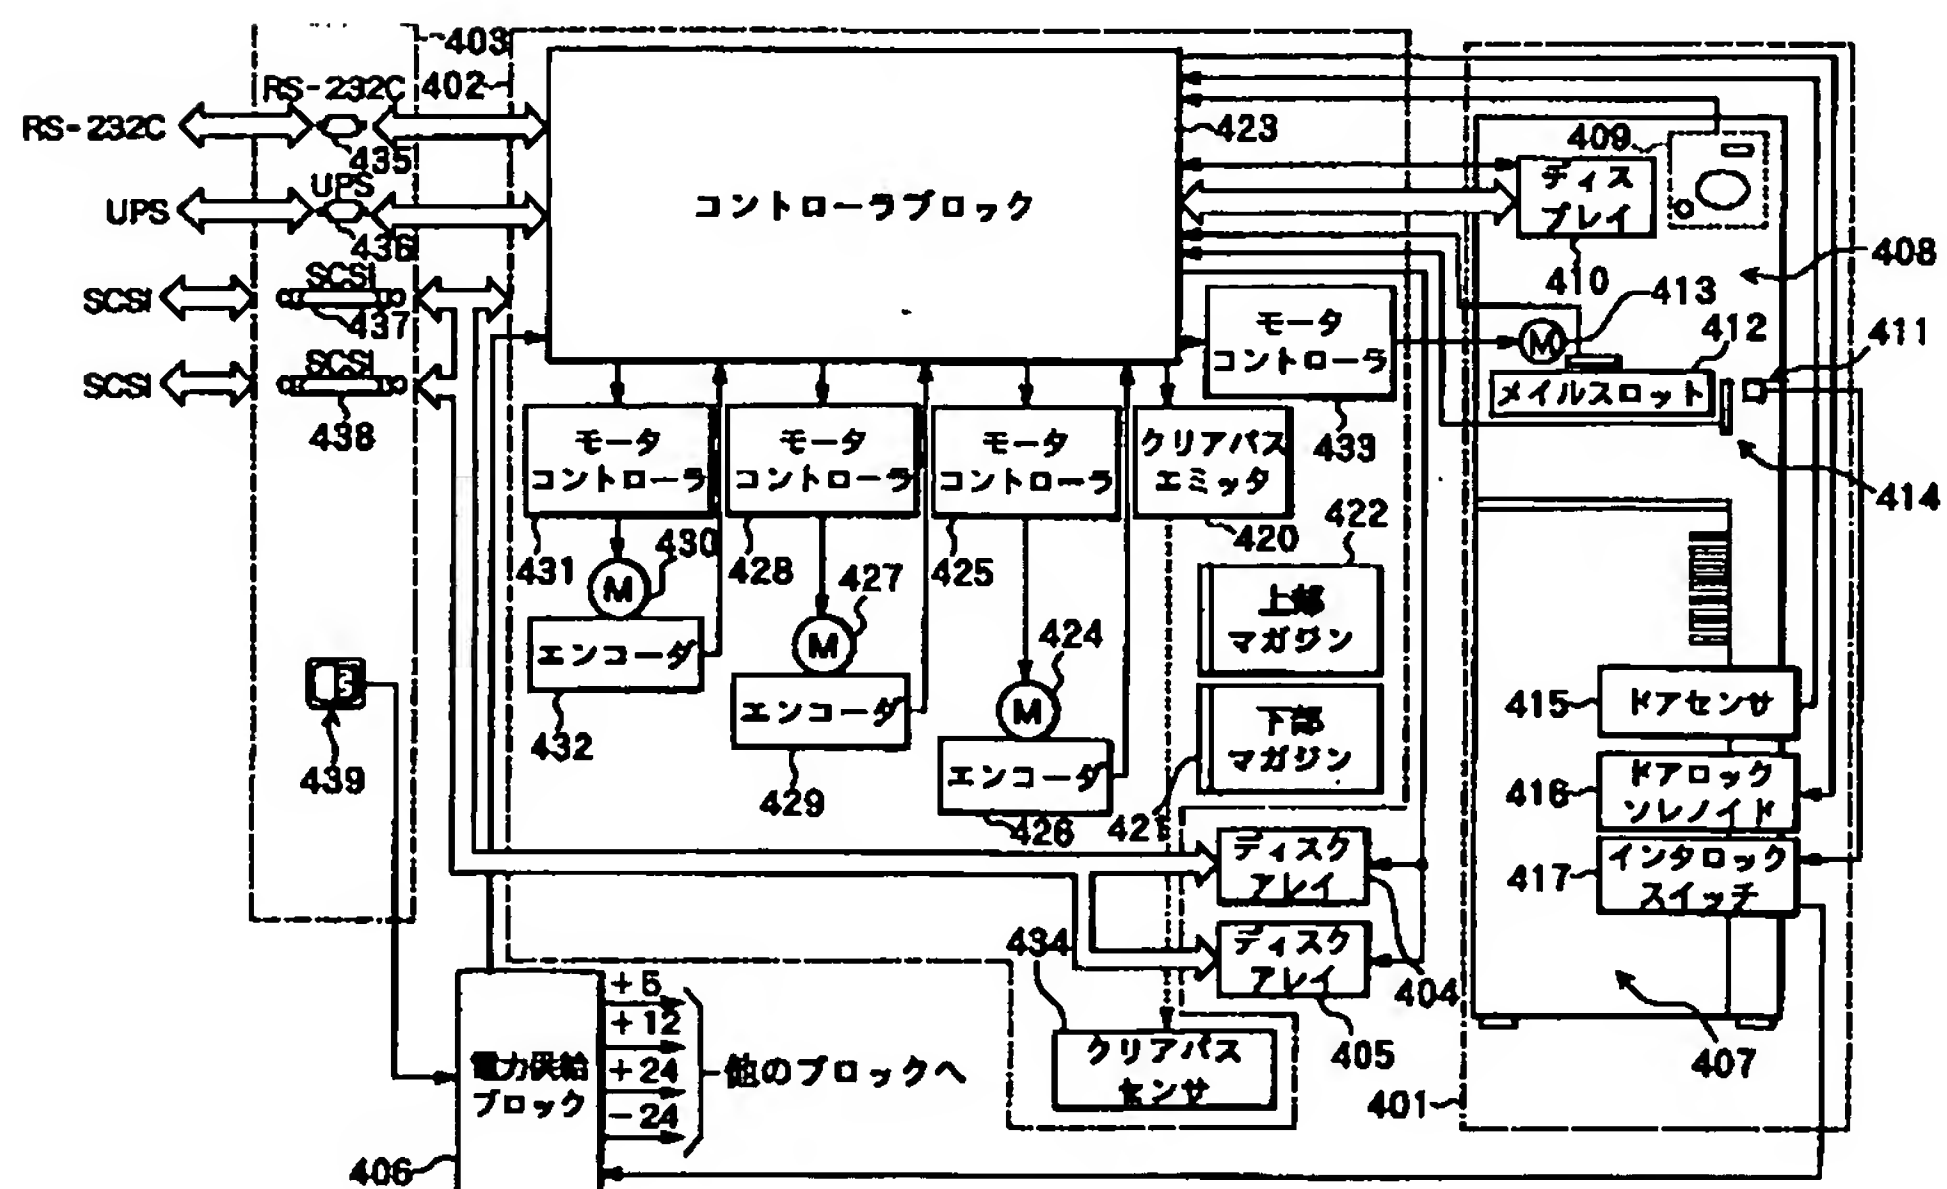 403
402
RS-232C
RS-232C
435
UPS
UPS
436
SCSI
SCSI
437
SCSI
SCSI
438
コントローラブロック
423
409
ディス
プレイ
410
408
413
412
411
メイルスロット
414
モータ
コントローラ
433
モータ
コントローラ
431
モータ
コントローラ
428
モータ
コントローラ
425
クリアパス
エミッタ
420
422
M
430
エンコーダ
432
M
427
エンコーダ
429
M
424
エンコーダ
426
上部
マガジン
下部
マガジン
421
415
ドアセンサ
416
ドアロック
ソレノイド
417
インタロック
スイッチ
439
ディスク
アレイ
404
ディスク
アレイ
405
434
クリアパス
センサ
407
401
電力供給
ブロック
406
+5
+12
+24
-24
他のブロックへ